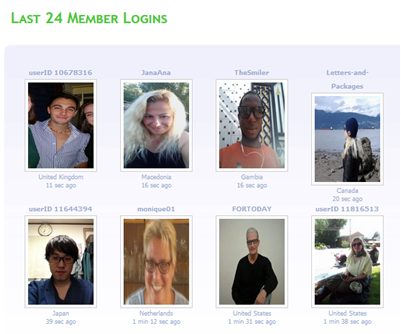 Last 24 Member Logins
userID 10678316 JanaAna TheSmiler Letters-and-
Packages
United Kingdom Macedonia Gambia Canada
11 sec ago 16 sec ago 16 sec ago 20 sec ago
userID 11644394 monique01 FORTODAY userID 11816513
Japan Netherlands United States United States
39 sec ago 1 min 12 sec ago 1 min 31 sec ago 1 min 38 sec ago